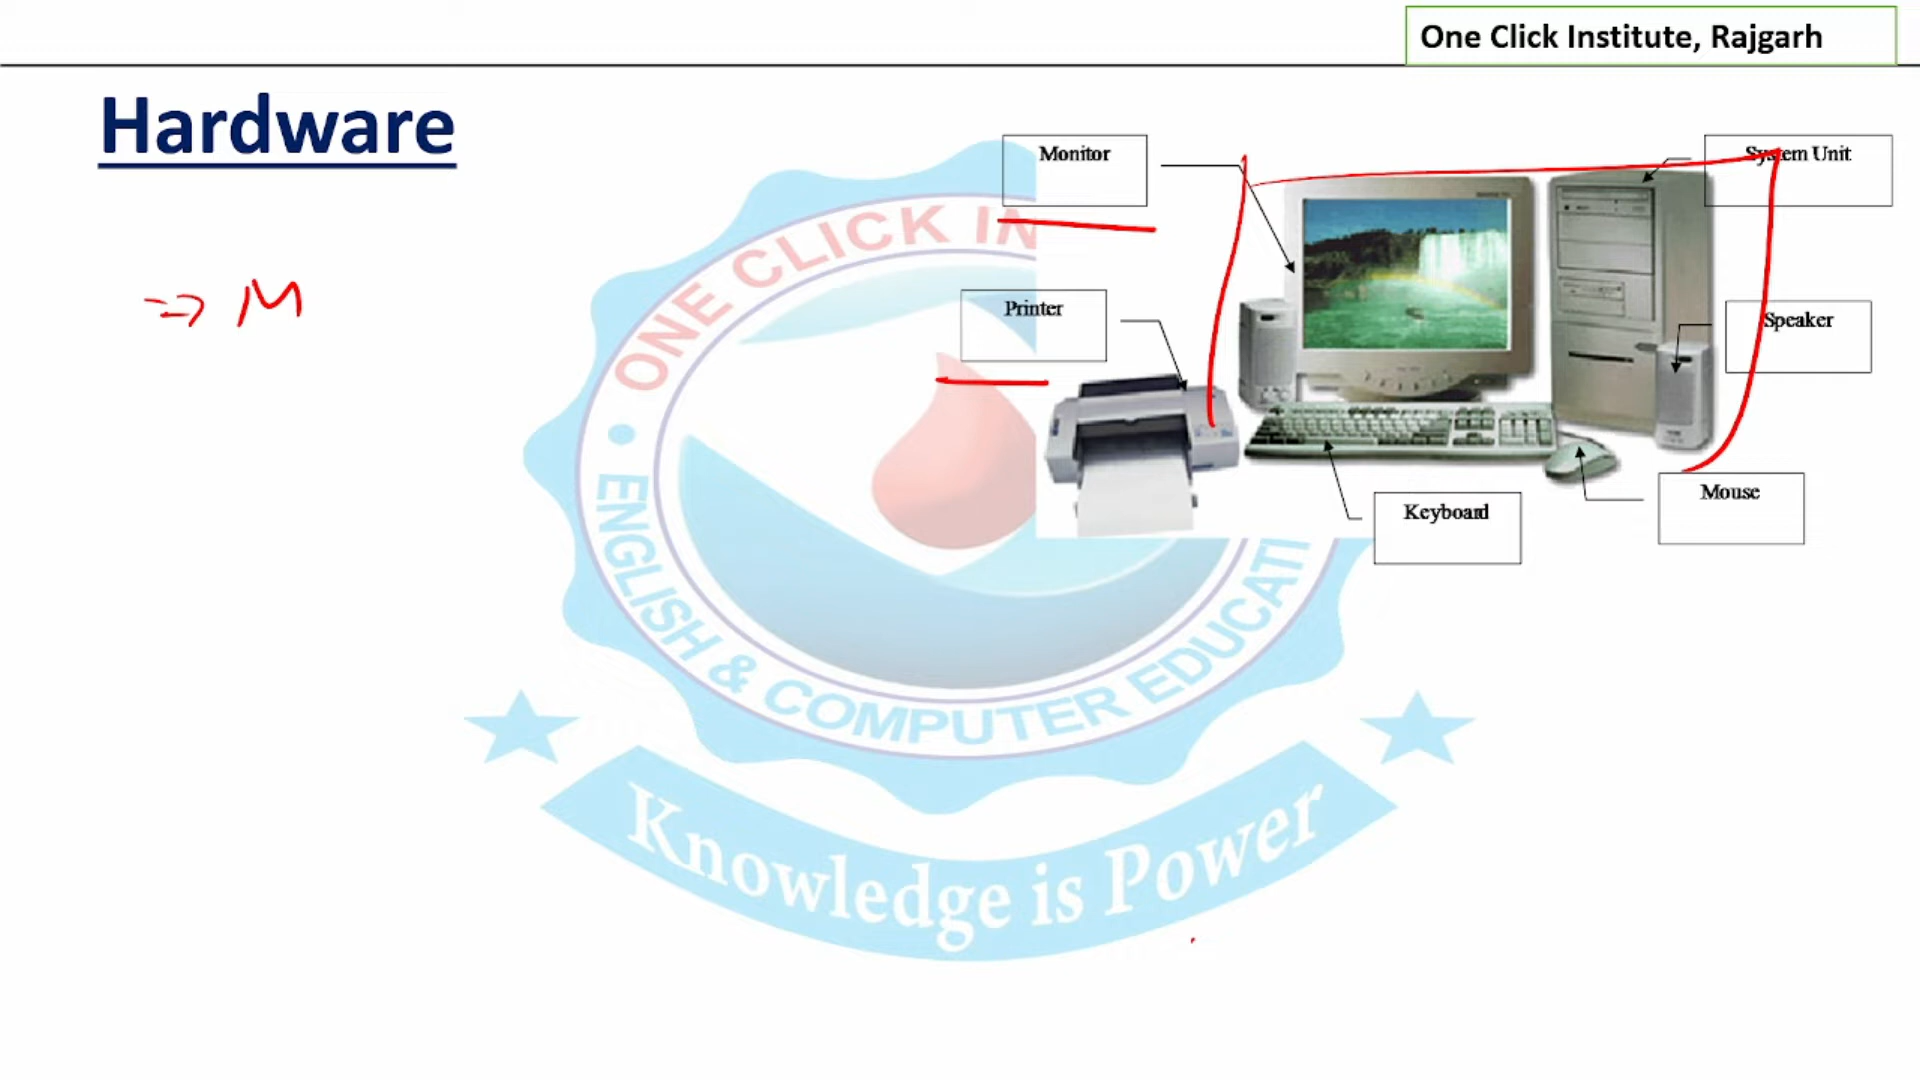 One Click Institute, Rajgarh
Hardware
Monitor
System Unit
=> M
Printer
Speaker
Keyboard
Mouse
ONE CLICK IN
ENGLISH & COMPUTER EDUCATI
Knowledge is Power